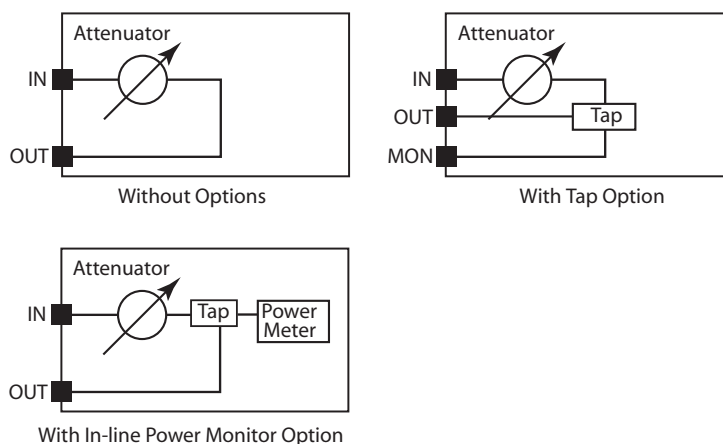 Attenuator
IN
OUT
Without Options
Attenuator
IN
OUT
Tap
MON
With Tap Option
Attenuator
IN
Tap
Power
Meter
OUT
With In-line Power Monitor Option